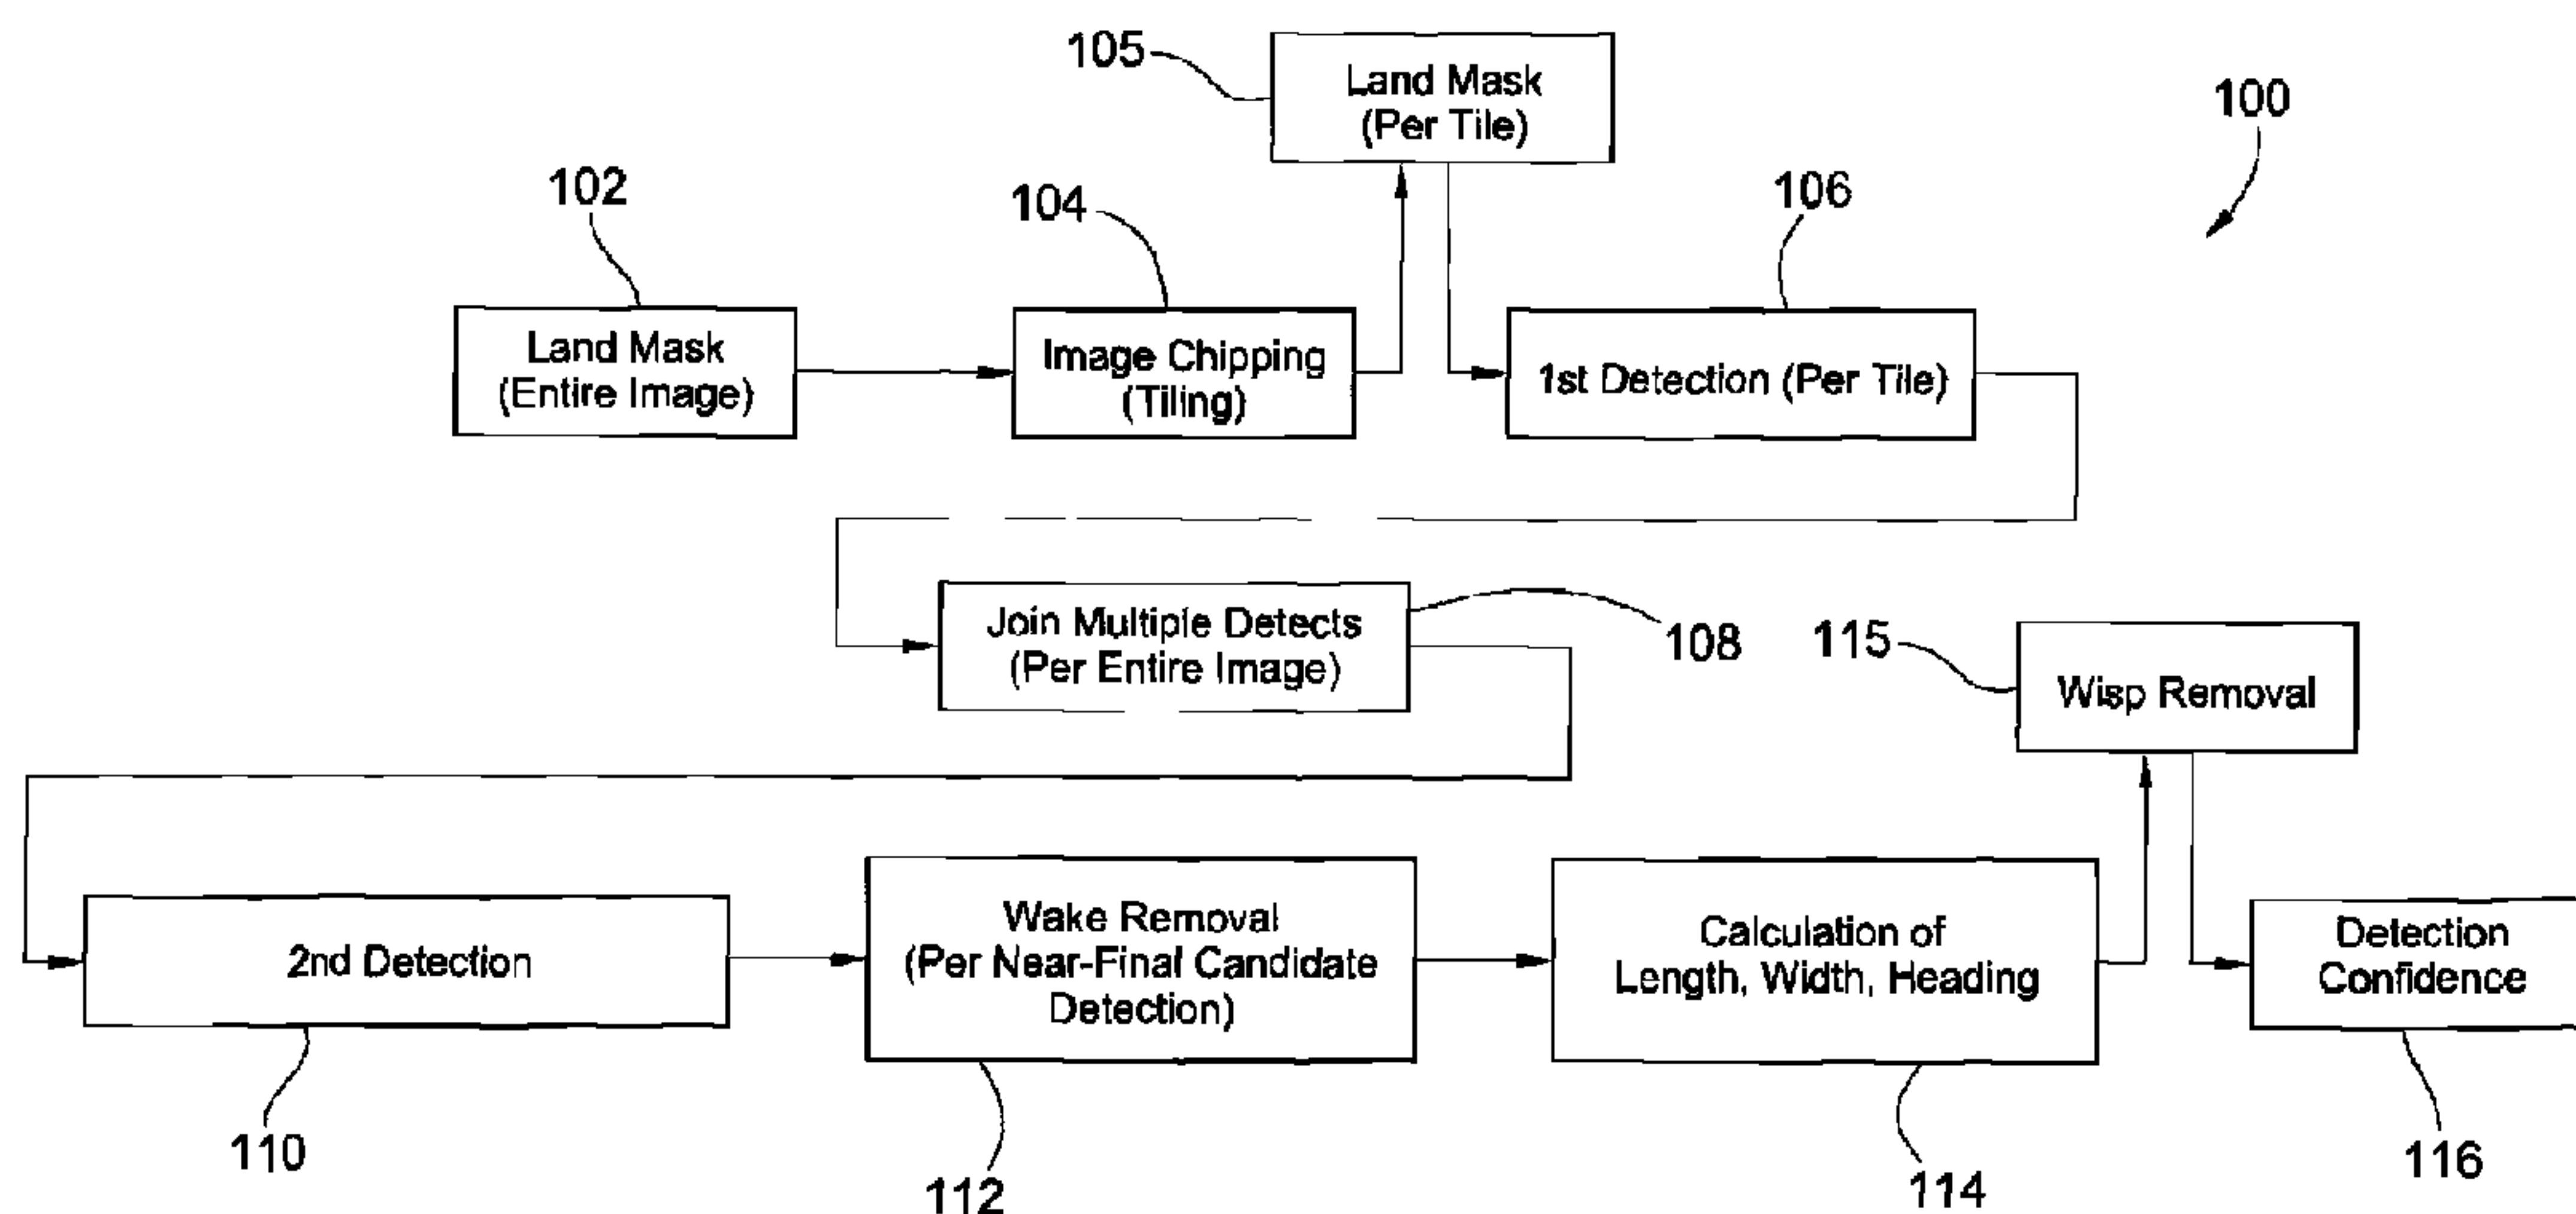 105
Land Mask
(Per Tile)
100
102
104
106
Land Mask
(Entire Image)
Image Chipping
(Tiling)
1st Detection (Per Tile)
Join Multiple Detects
(Per Entire Image)
108
115
Wisp Removal
2nd Detection
Wake Removal
(Per Near-Final Candidate
Detection)
Calculation of
Length, Width, Heading
Detection
Confidence
110
112
114
116